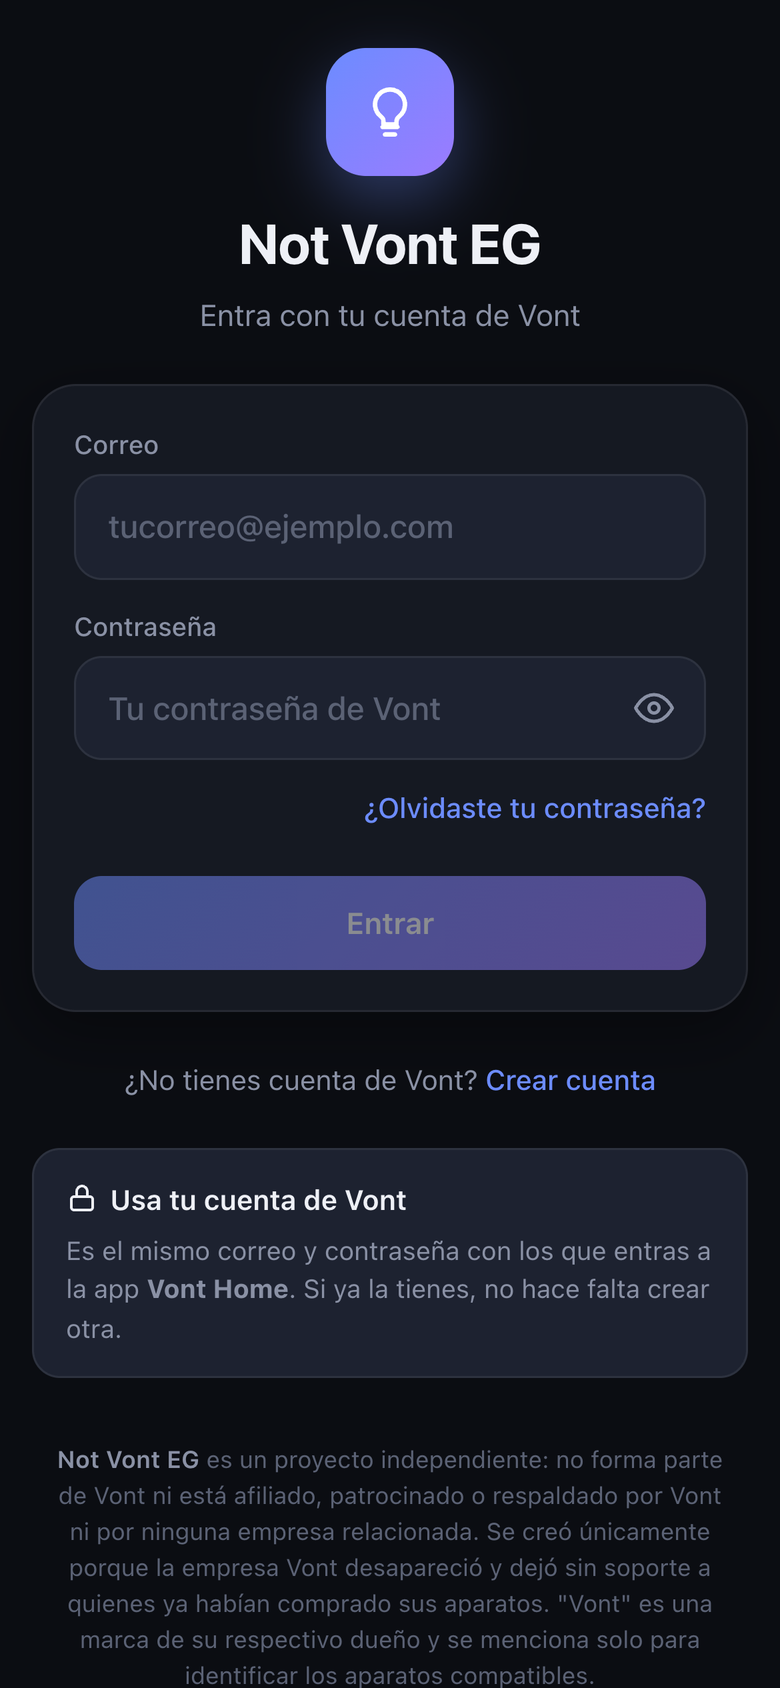 Not Vont EG
Entra con tu cuenta de Vont
Correo
tucorreo@ejemplo.com
Contraseña
Tu contraseña de Vont
¿Olvidaste tu contraseña?
Entrar
¿No tienes cuenta de Vont? Crear cuenta
Usa tu cuenta de Vont
Es el mismo correo y contraseña con los que entras a
la app Vont Home. Si ya la tienes, no hace falta crear
otra.
Not Vont EG es un proyecto independiente: no forma parte
de Vont ni está afiliado, patrocinado o respaldado por Vont
ni por ninguna empresa relacionada. Se creó únicamente
porque la empresa Vont desapareció y dejó sin soporte a
quienes ya habían comprado sus aparatos. "Vont" es una
marca de su respectivo dueño y se menciona solo para
identificar los aparatos compatibles.